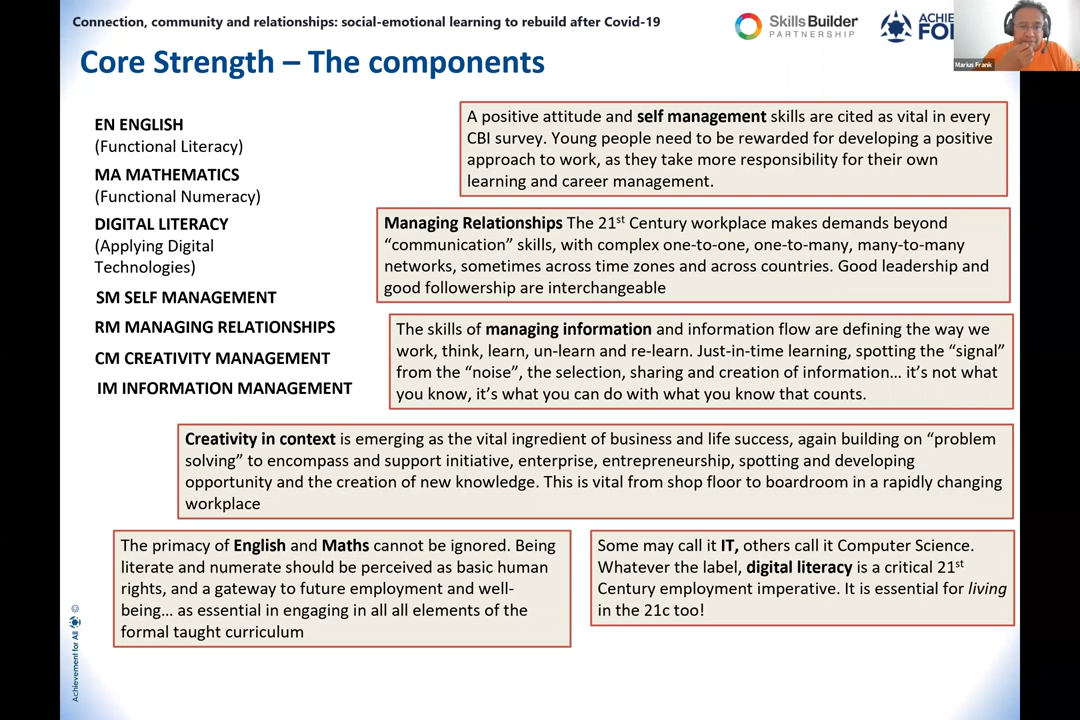 Connection, community and relationships: social-emotional learning to rebuild after Covid-19
SkillsBuilder
PARTNERSHIP
ACHIE
FO
Marius Frank
Core Strength – The components
EN ENGLISH
(Functional Literacy)
MA MATHEMATICS
(Functional Numeracy)
DIGITAL LITERACY
(Applying Digital
Technologies)
SM SELF MANAGEMENT
RM MANAGING RELATIONSHIPS
CM CREATIVITY MANAGEMENT
IM INFORMATION MANAGEMENT
A positive attitude and self management skills are cited as vital in every
CBI survey. Young people need to be rewarded for developing a positive
approach to work, as they take more responsibility for their own
learning and career management.
Managing Relationships The 21st Century workplace makes demands beyond
“communication” skills, with complex one-to-one, one-to-many, many-to-many
networks, sometimes across time zones and across countries. Good leadership and
good followership are interchangeable
The skills of managing information and information flow are defining the way we
work, think, learn, un-learn and re-learn. Just-in-time learning, spotting the “signal”
from the “noise”, the selection, sharing and creation of information… it’s not what
you know, it’s what you can do with what you know that counts.
Creativity in context is emerging as the vital ingredient of business and life success, again building on “problem
solving” to encompass and support initiative, enterprise, entrepreneurship, spotting and developing
opportunity and the creation of new knowledge. This is vital from shop floor to boardroom in a rapidly changing
workplace
The primacy of English and Maths cannot be ignored. Being
literate and numerate should be perceived as basic human
rights, and a gateway to future employment and well-
being… as essential in engaging in all all elements of the
formal taught curriculum
Some may call it IT, others call it Computer Science.
Whatever the label, digital literacy is a critical 21st
Century employment imperative. It is essential for living
in the 21c too!
Achievement for All ©